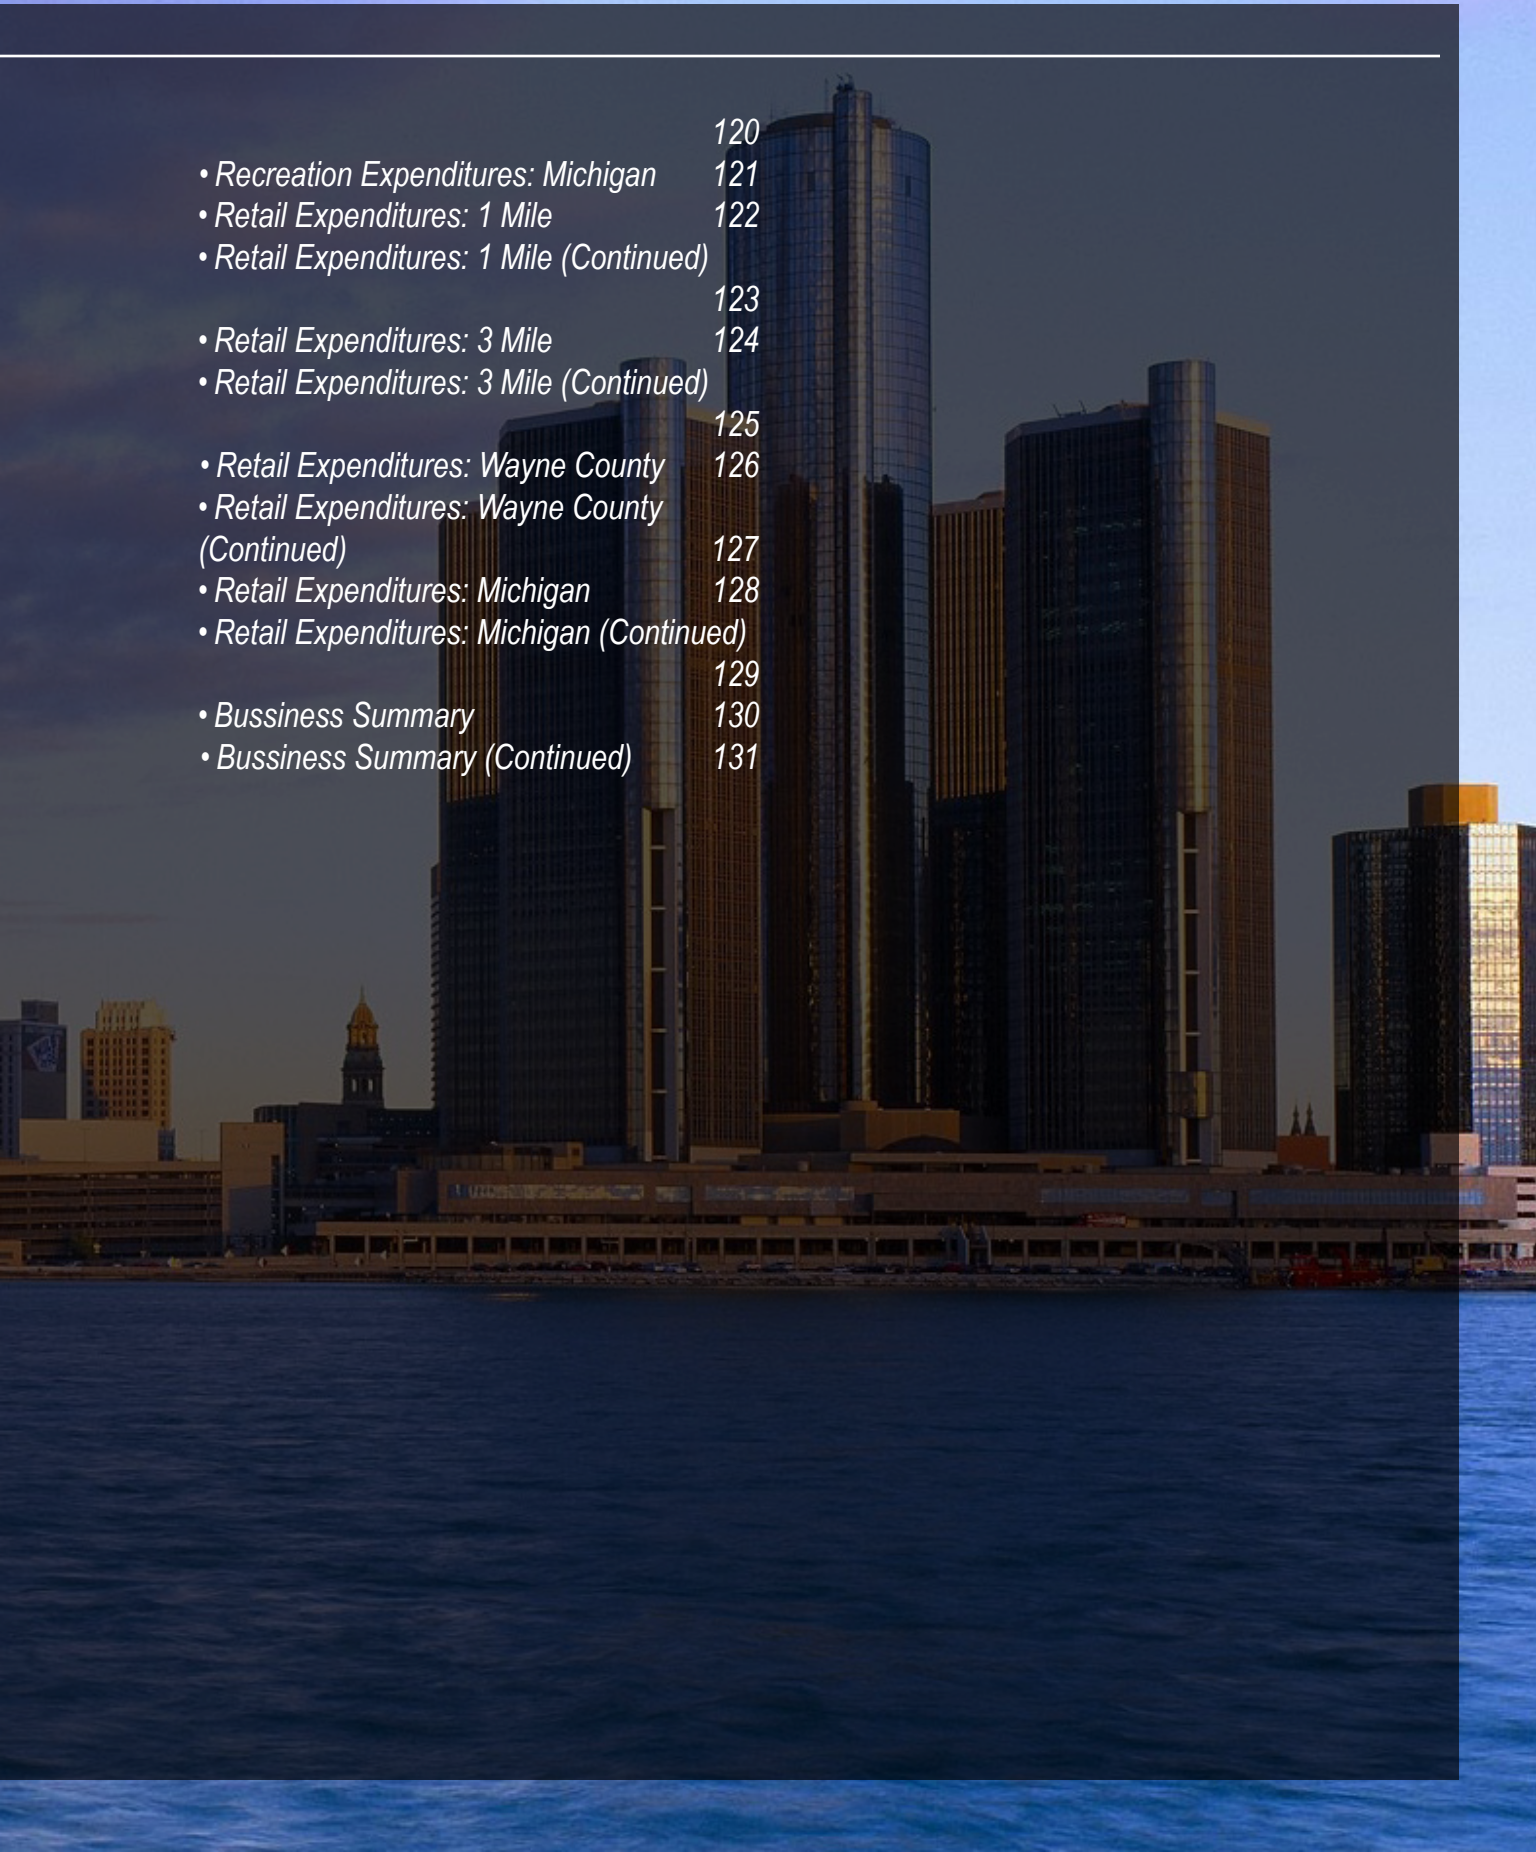 120
• Recreation Expenditures: Michigan 121
• Retail Expenditures: 1 Mile 122
• Retail Expenditures: 1 Mile (Continued)
123
• Retail Expenditures: 3 Mile 124
• Retail Expenditures: 3 Mile (Continued)
125
• Retail Expenditures: Wayne County 126
• Retail Expenditures: Wayne County
(Continued) 127
• Retail Expenditures: Michigan 128
• Retail Expenditures: Michigan (Continued)
129
• Bussiness Summary 130
• Bussiness Summary (Continued) 131